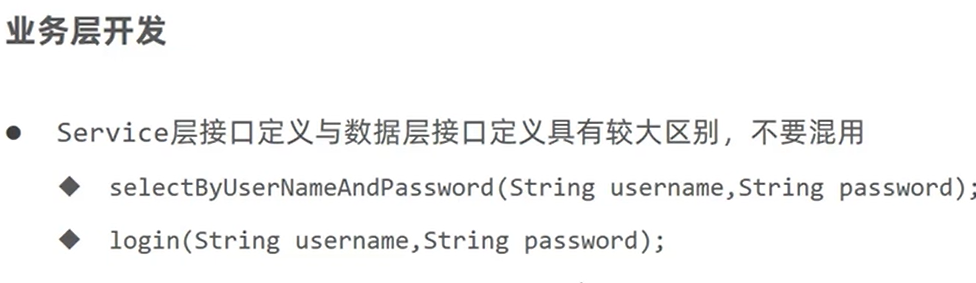 业务层开发
● Service层接口定义与数据层接口定义具有较大区别，不要混用
◆ selectByUserNameAndPassword(String username,String password);
◆ login(String username,String password);